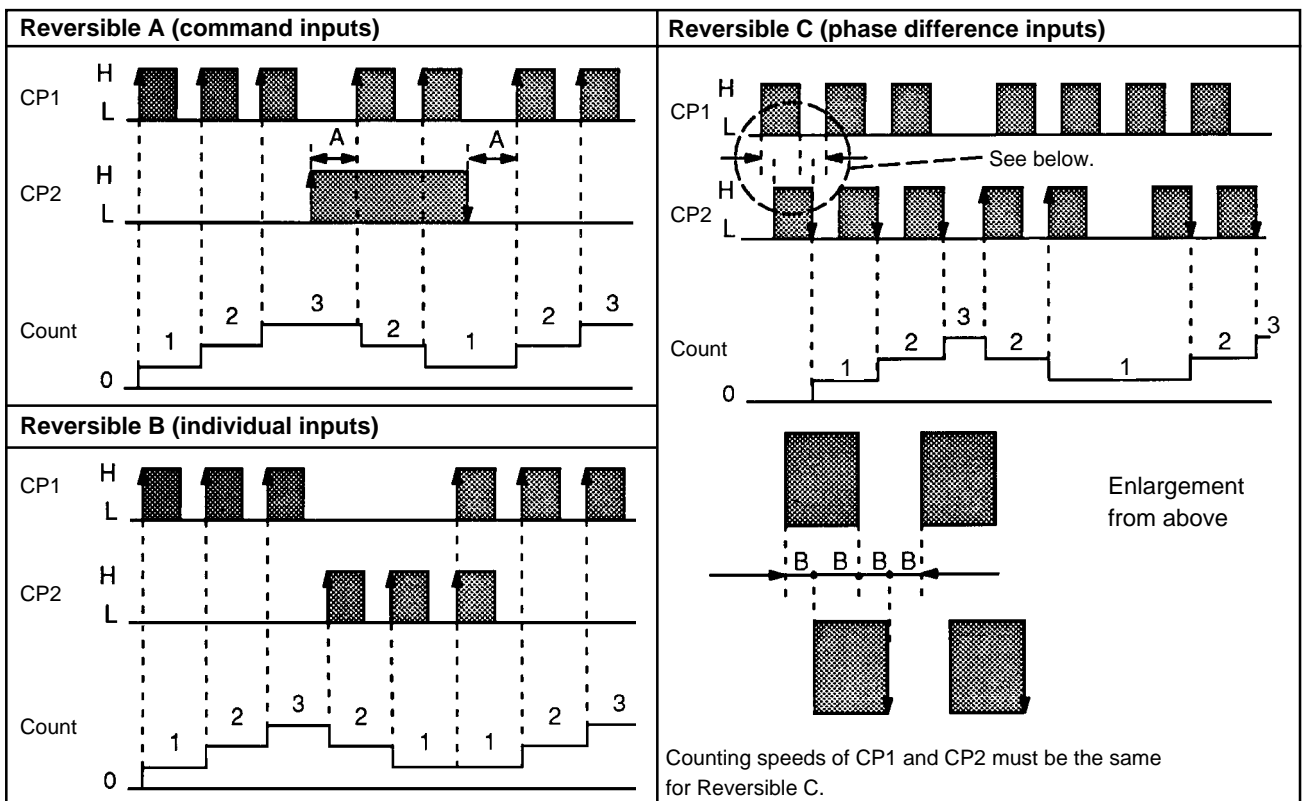 Reversible A (command inputs)
H
CP1
L
A A
H
CP2
L
1 2 3 2 1 2 3
Count
0
Reversible B (individual inputs)
H
CP1
L
H
CP2
L
1 2 3 2 1 1 2 3
Count
0
Reversible C (phase difference inputs)
H
CP1
L
See below.
H
CP2
L
1 2 3 2 1 2 3
Count
0
Enlargement
from above
B B B B
Counting speeds of CP1 and CP2 must be the same
for Reversible C.